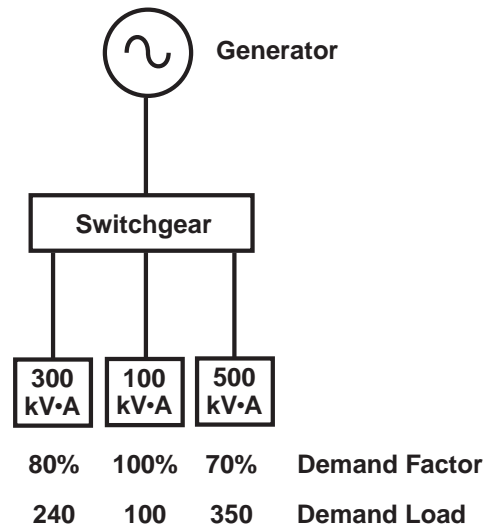 Generator
Switchgear
300 kV•A
100 kV•A
500 kV•A
80% 100% 70% Demand Factor
240 100 350 Demand Load